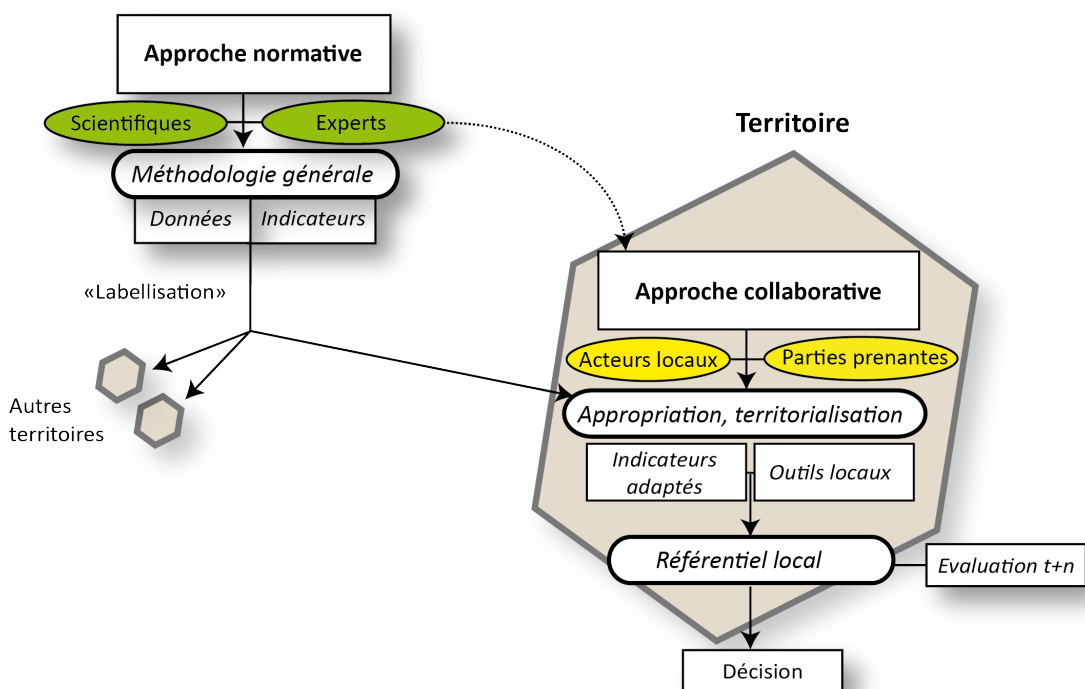 Approche normative
Scientifiques
Experts
Méthodologie générale
Données
Indicateurs
«Labellisation»
Autres
territoires
Territoire
Approche collaborative
Acteurs locaux
Parties prenantes
Appropriation, territorialisation
Indicateurs
adaptés
Outils locaux
Référentiel local
Evaluation t+n
Décision